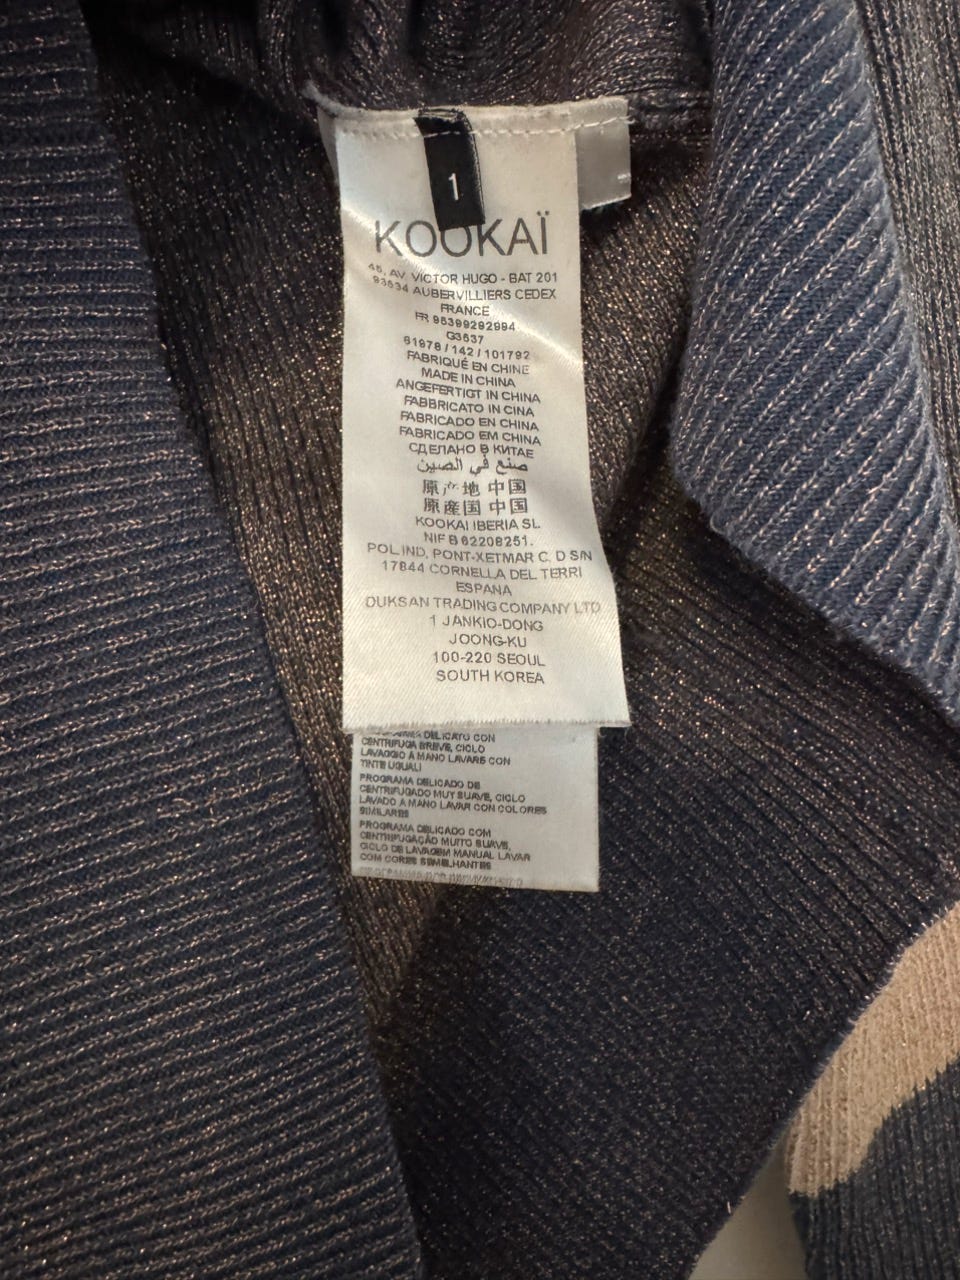 1
KOOKAÏ
45, AV. VICTOR HUGO - BAT 201
93534 AUBERVILLIERS CEDEX
FRANCE
FR 95399292994
G3537
81978 / 142 / 101792
FABRIQUÉ EN CHINE
MADE IN CHINA
ANGEFERTIGT IN CHINA
FABBRICATO IN CINA
FABRICADO EN CHINA
FABRICADO EM CHINA
СДЕЛАНО В КИТАЕ
صنع في الصين
原产地 中国
原産国 中国
KOOKAI IBERIA SL
NIF B 62208251.
POL.IND. PONT-XETMAR C. D S/N
17844 CORNELLA DEL TERRI
ESPANA
DUKSAN TRADING COMPANY LTD
1 JANKIO-DONG
JOONG-KU
100-220 SEOUL
SOUTH KOREA
DELICATO CON
CENTRIFUGA BREVE, CICLO
LAVAGGIO A MANO LAVARE CON
TINTE UGUALI
PROGRAMA DELICADO DE
CENTRIFUGADO MUY SUAVE, CICLO
LAVADO A MANO LAVAR CON COLORES
SIMILARES
PROGRAMA DELICADO COM
CENTRIFUGAÇÃO MUITO SUAVE,
CICLO DE LAVAGEM MANUAL LAVAR
COM CORES SEMELHANTES